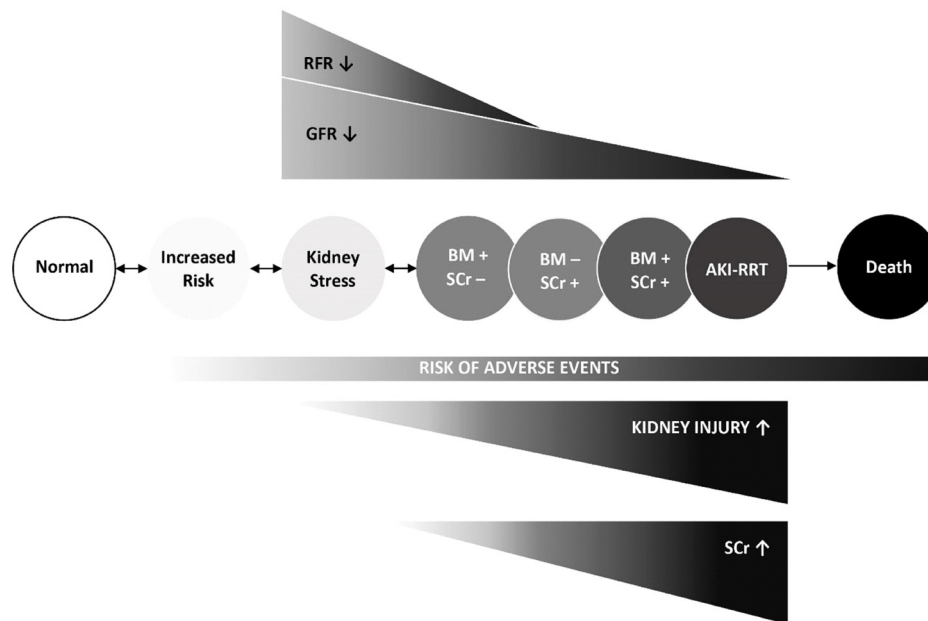 RFR ↓
GFR ↓
Normal
Increased
Risk
Kidney
Stress
BM +
SCr –
BM –
SCr +
BM +
SCr +
AKI-RRT
Death
RISK OF ADVERSE EVENTS
KIDNEY INJURY ↑
SCr ↑